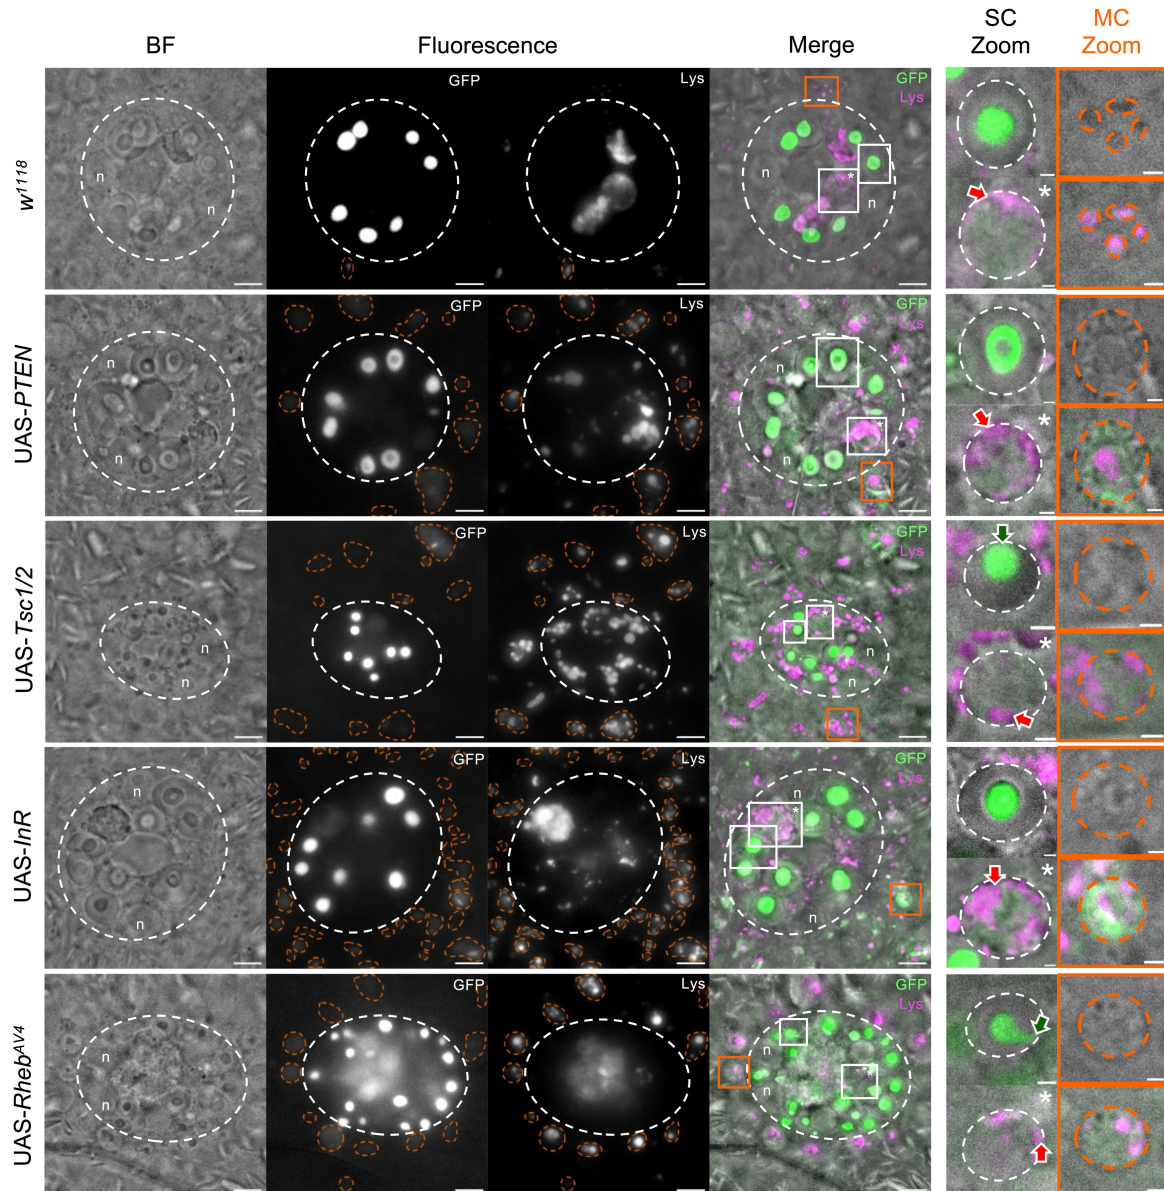 SC MC
BF Fluorescence Merge Zoom Zoom
w1118
GFP Lys GFP
Lys
n n n n
*
*
UAS-PTEN
GFP Lys GFP
Lys
n n n n
*
*
UAS-Tsc1/2
GFP Lys GFP
Lys
n n n n
*
*
UAS-InR
GFP Lys GFP
Lys
n n n n
*
*
UAS-RhebAV4
GFP Lys GFP
Lys
n n n n
*
*